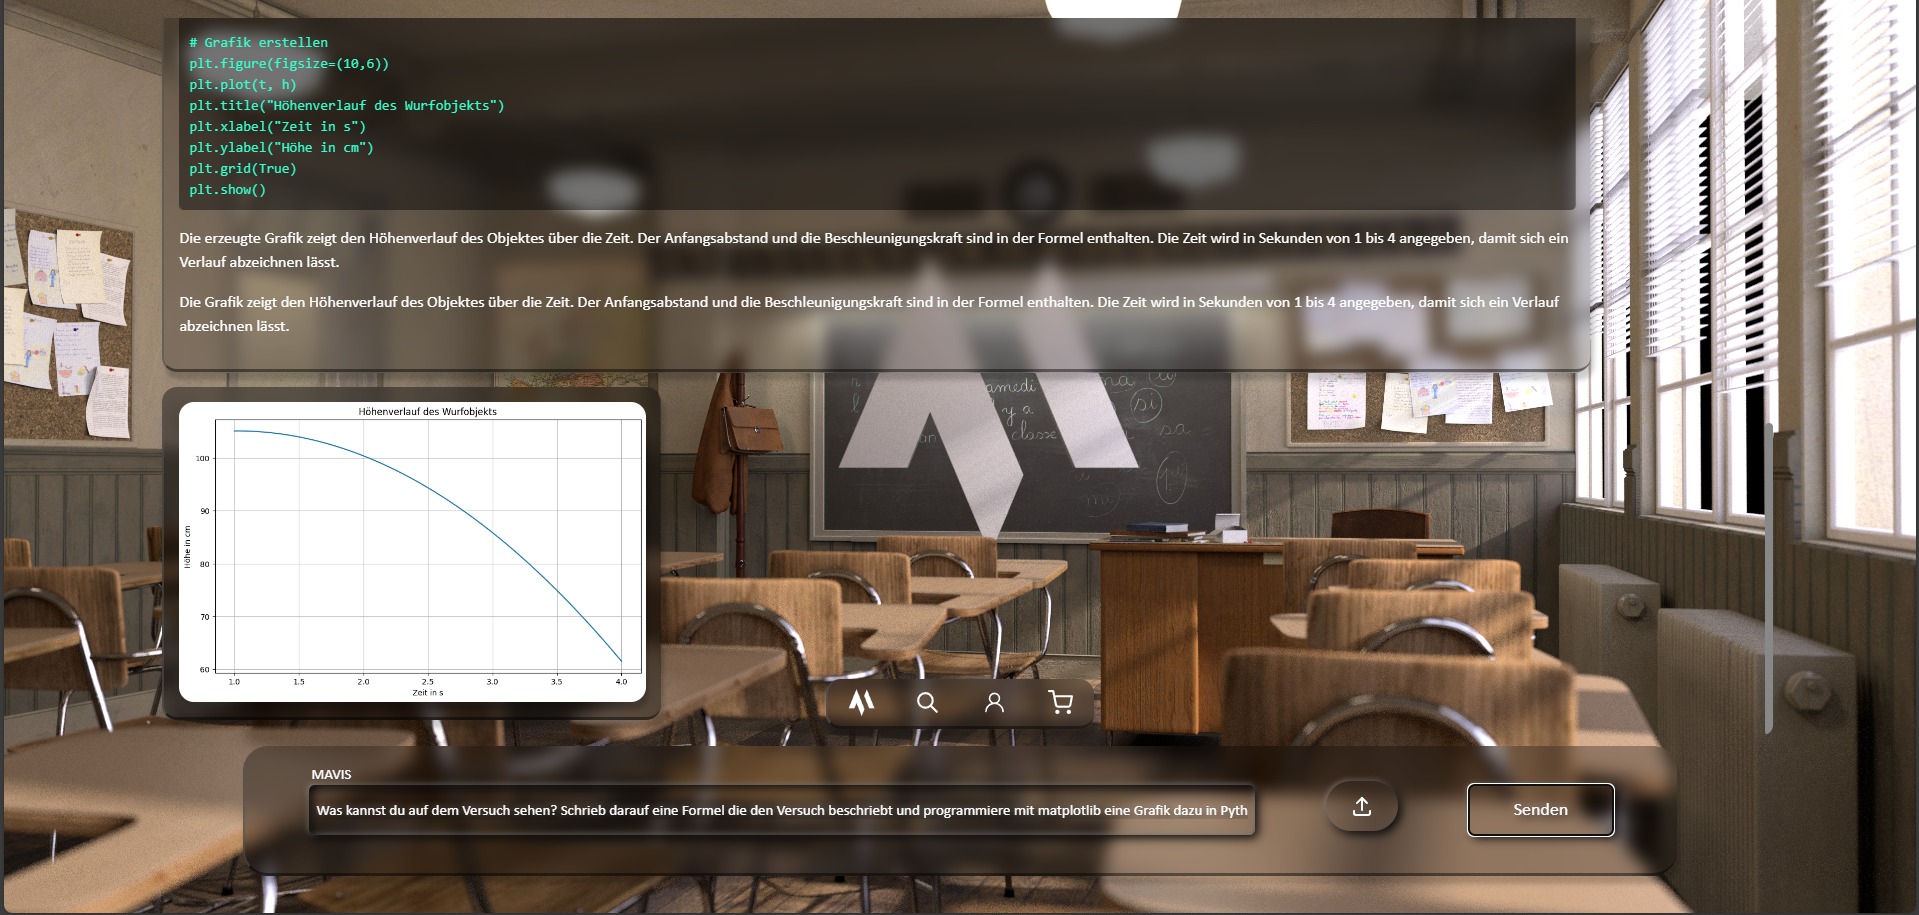 # Grafik erstellen
plt.figure(figsize=(10,6))
plt.plot(t, h)
plt.title("Höhenverlauf des Wurfobjekts")
plt.xlabel("Zeit in s")
plt.ylabel("Höhe in cm")
plt.grid(True)
plt.show()
Die erzeugte Grafik zeigt den Höhenverlauf des Objektes über die Zeit. Der Anfangsabstand und die Beschleunigungskraft sind in der Formel enthalten. Die Zeit wird in Sekunden von 1 bis 4 angegeben, damit sich ein
Verlauf abzeichnen lässt.
Die Grafik zeigt den Höhenverlauf des Objektes über die Zeit. Der Anfangsabstand und die Beschleunigungskraft sind in der Formel enthalten. Die Zeit wird in Sekunden von 1 bis 4 angegeben, damit sich ein Verlauf
abzeichnen lässt.
Höhenverlauf des Wurfobjekts
Höhe in cm
100
90
80
70
60
1.0 1.5 2.0 2.5 3.0 3.5 4.0
Zeit in s
amedi
y a
classe
si
sa
MAVIS
Was kannst du auf dem Versuch sehen? Schrieb darauf eine Formel die den Versuch beschriebt und programmiere mit matplotlib eine Grafik dazu in Pyth
Senden